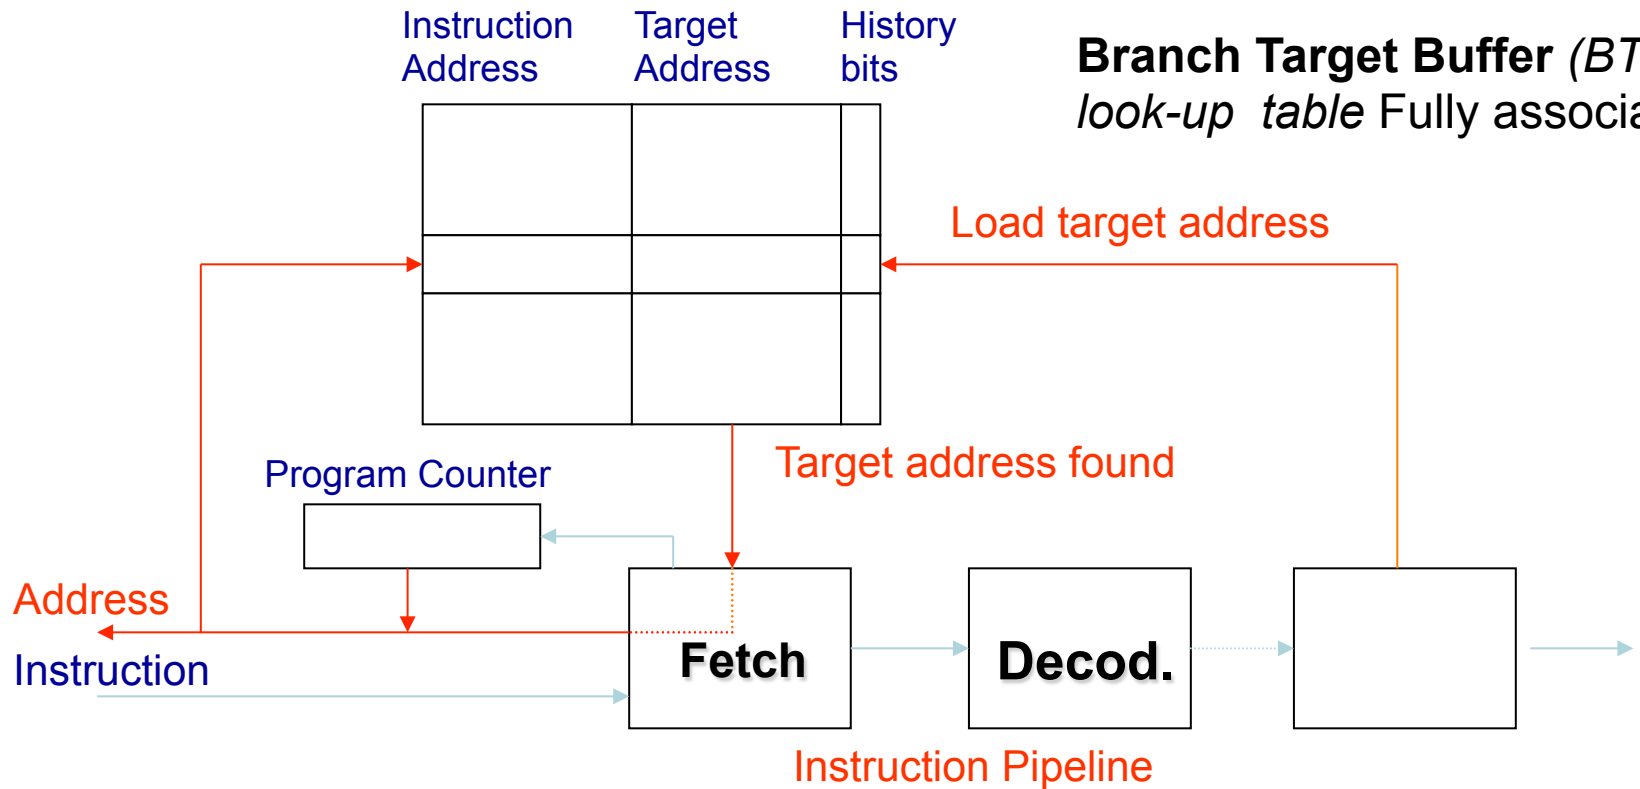 Instruction Address
Target Address
History bits
Branch Target Buffer (BT
look-up table Fully associa
Load target address
Target address found
Program Counter
Address
Instruction
Fetch
Decod.
Instruction Pipeline